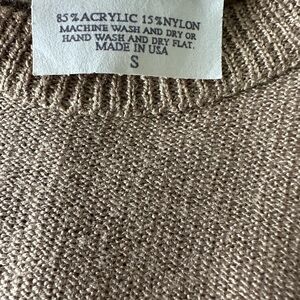 85% ACRYLIC 15% NYLON
MACHINE WASH AND DRY OR
HAND WASH AND DRY FLAT.
MADE IN USA
S